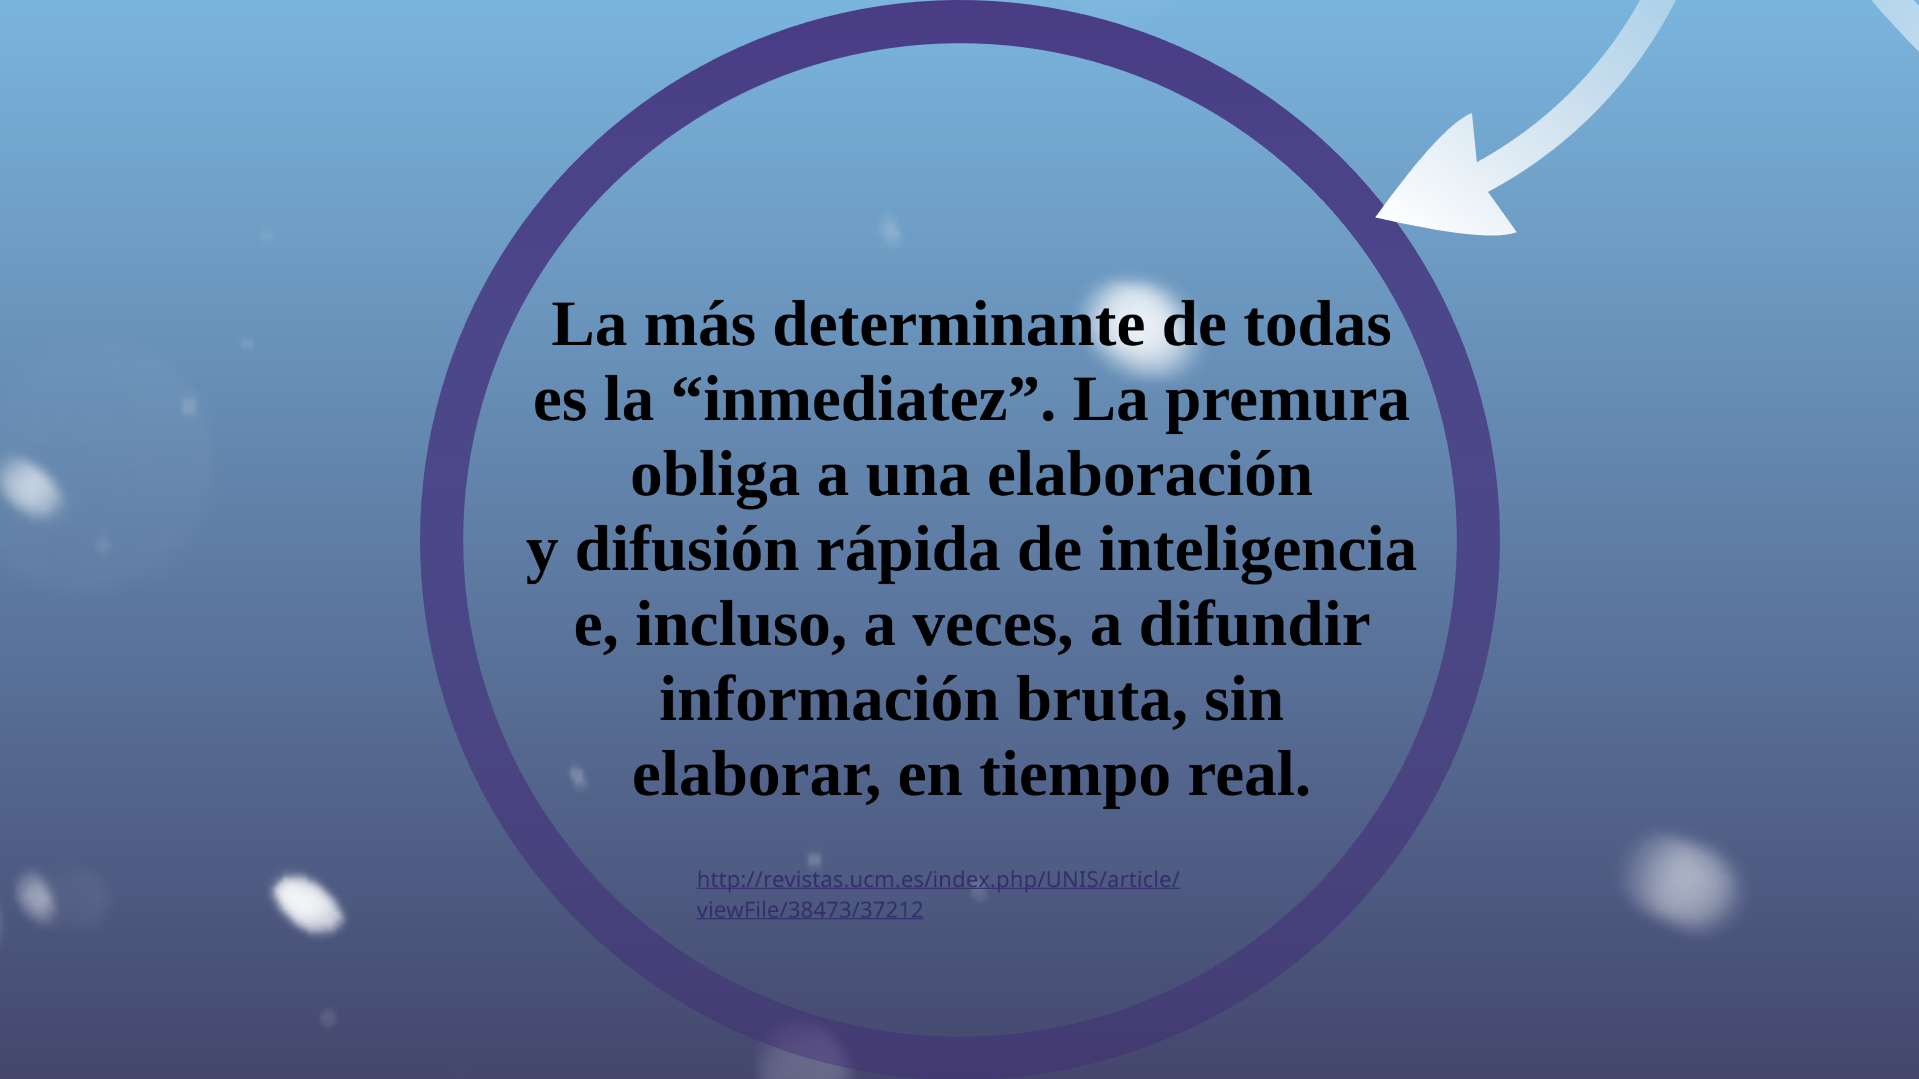 La más determinante de todas
es la “inmediatez”. La premura
obliga a una elaboración
y difusión rápida de inteligencia
e, incluso, a veces, a difundir
información bruta, sin
elaborar, en tiempo real.
http://revistas.ucm.es/index.php/UNIS/article/
viewFile/38473/37212